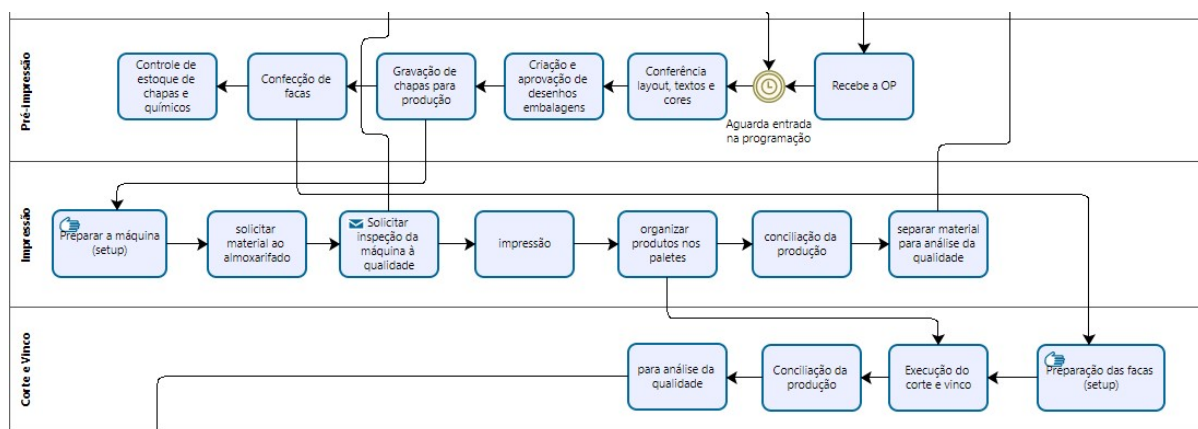 Pré-impressão
Controle de
estoque de
chapas e
químicos
Confecção de
facas
Gravação de
chapas para
produção
Criação e
aprovação de
desenhos
embalagens
Conferência
layout, textos e
cores
Aguarda entrada
na programação
Recebe a OP
Impressão
Preparar a máquina
(setup)
solicitar
material ao
almoxarifado
Solicitar
inspeção da
máquina à
qualidade
impressão
organizar
produtos nos
paletes
conciliação da
produção
separar material
para análise da
qualidade
Corte e Vinco
para análise da
qualidade
Conciliação da
produção
Execução do
corte e vinco
Preparação das facas
(setup)